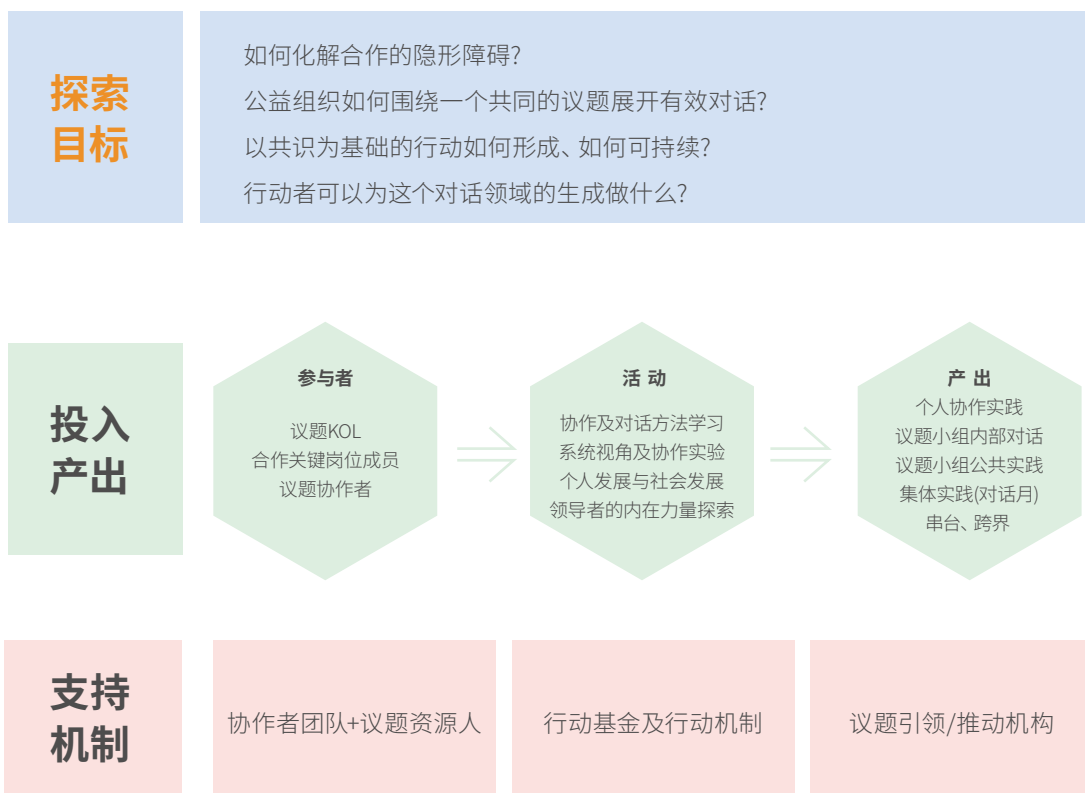 探索
目标
如何化解合作的隐形障碍?
公益组织如何围绕一个共同的议题展开有效对话?
以共识为基础的行动如何形成、如何可持续?
行动者可以为这个对话领域的生成做什么?
投入
产出
参与者
议题KOL
合作关键岗位成员
议题协作者
活 动
协作及对话方法学习
系统视角及协作实验
个人发展与社会发展
领导者的内在力量探索
产 出
个人协作实践
议题小组内部对话
议题小组公共实践
集体实践(对话月)
串台、跨界
支持
机制
协作者团队+议题资源人
行动基金及行动机制
议题引领/推动机构